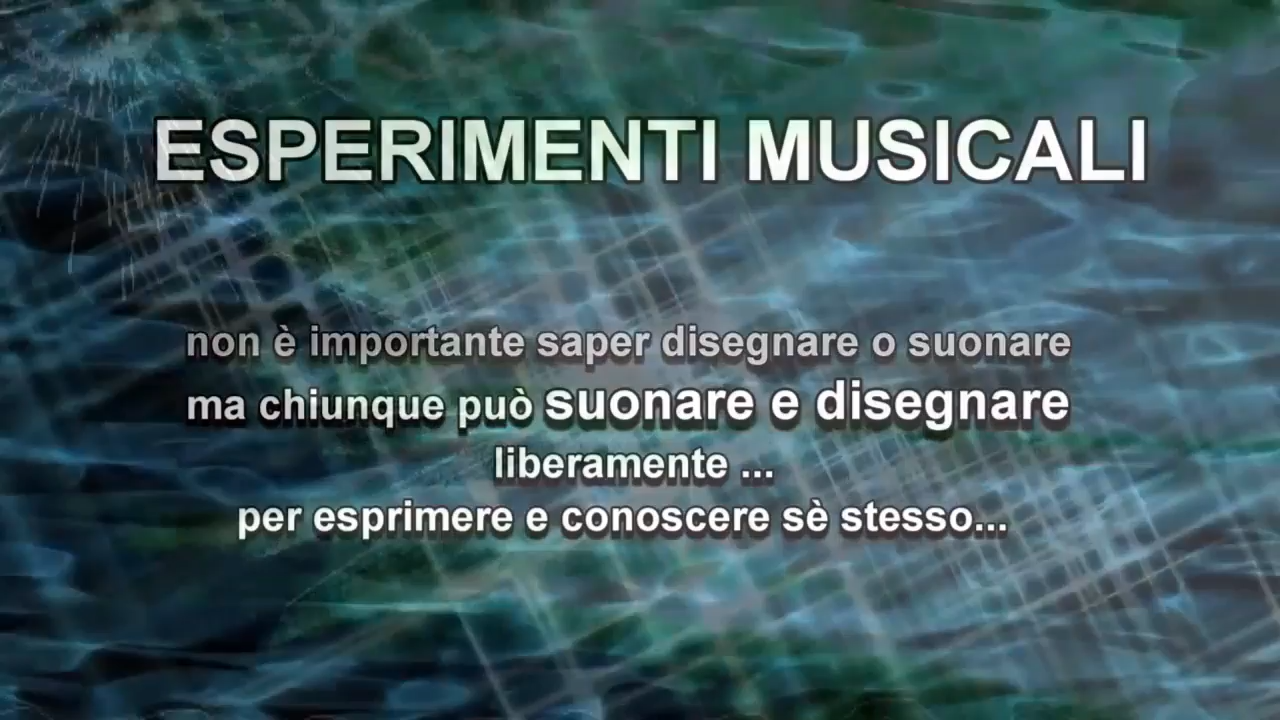 ESPERIMENTI MUSICALI
non è importante saper disegnare o suonare
ma chiunque può suonare e disegnare
liberamente ...
per esprimere e conoscere sè stesso...